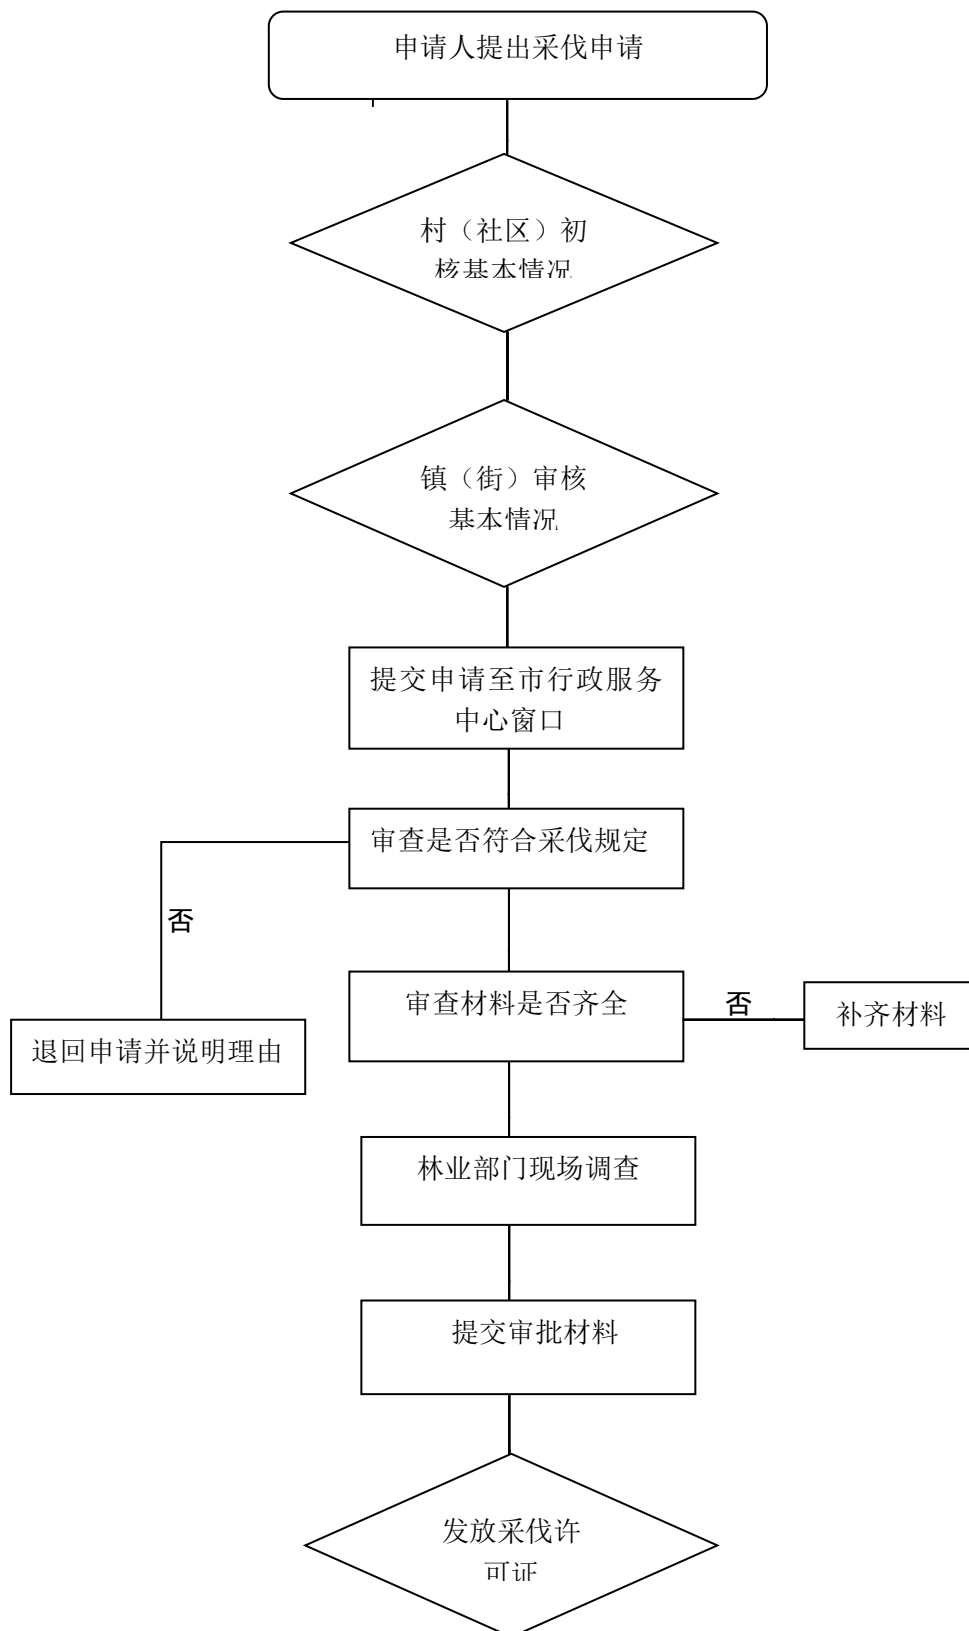 申请人提出采伐申请
村（社区）初
核基本情况
镇（街）审核
基本情况
提交申请至市行政服务
中心窗口
审查是否符合采伐规定
否
审查材料是否齐全
否
补齐材料
退回申请并说明理由
林业部门现场调查
提交审批材料
发放采伐许
可证